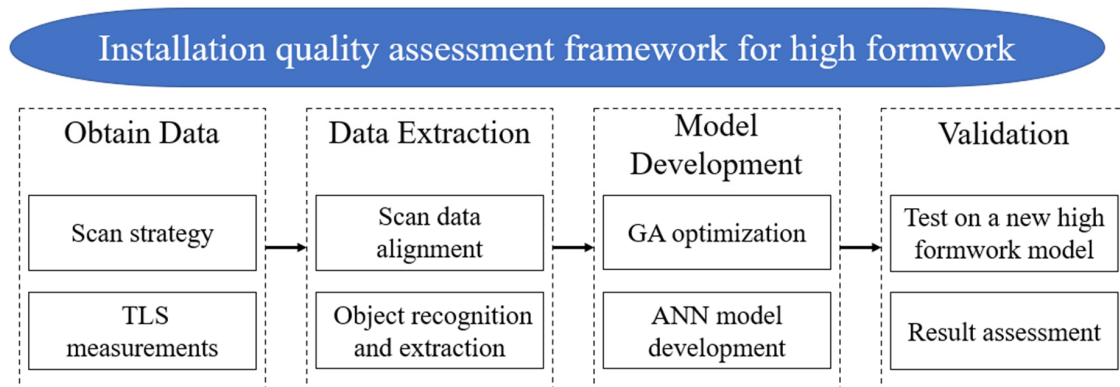 Installation quality assessment framework for high formwork
Obtain Data
Scan strategy
TLS
measurements
Data Extraction
Scan data
alignment
Object recognition
and extraction
Model
Development
GA optimization
ANN model
development
Validation
Test on a new high
formwork model
Result assessment